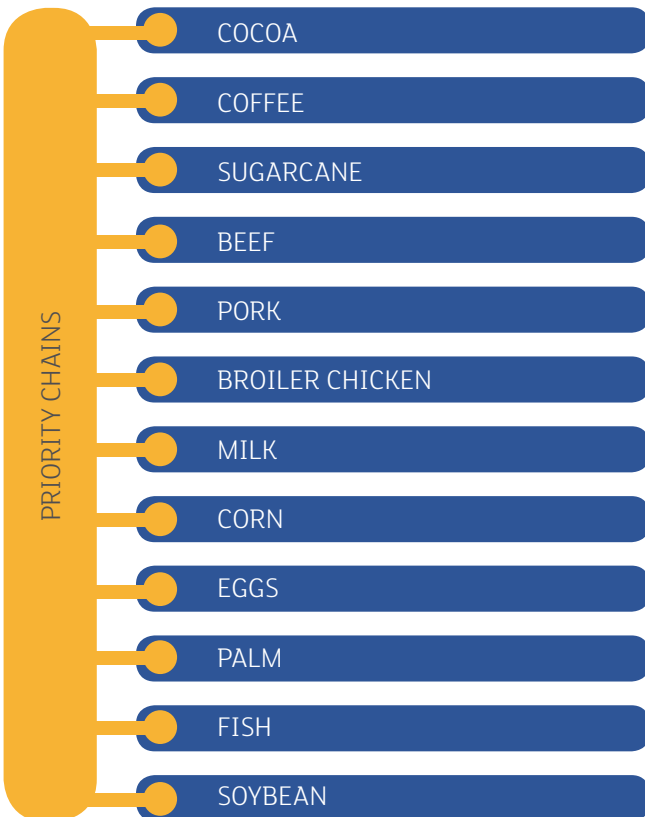 PRIORITY CHAINS
COCOA
COFFEE
SUGARCANE
BEEF
PORK
BROILER CHICKEN
MILK
CORN
EGGS
PALM
FISH
SOYBEAN